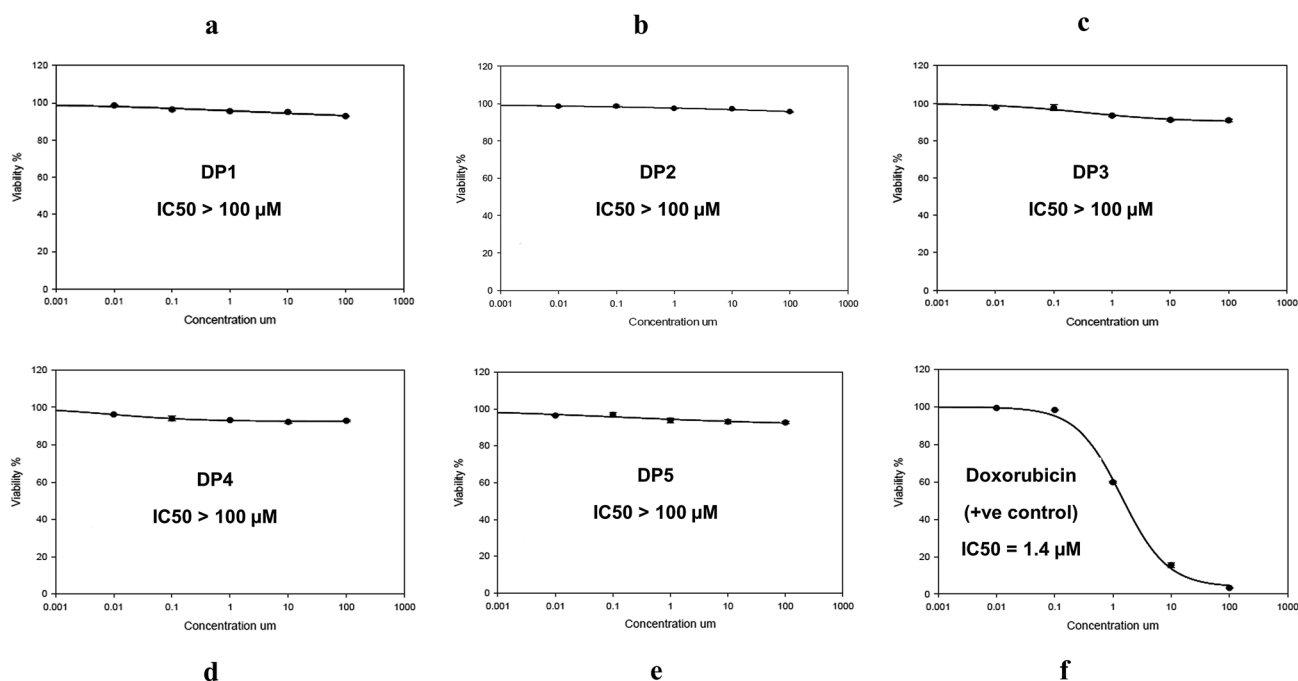 a
b
c
120
100
80
60
40
20
0
Viability %
DP1
IC50 > 100 µM
0.001 0.01 0.1 1 10 100 1000
Concentration um
120
100
80
60
40
20
0
Viability %
DP2
IC50 > 100 µM
0.001 0.01 0.1 1 10 100 1000
Concentration um
120
100
80
60
40
20
0
Viability %
DP3
IC50 > 100 µM
0.001 0.01 0.1 1 10 100 1000
Concentration um
120
100
80
60
40
20
0
Viability %
DP4
IC50 > 100 µM
0.001 0.01 0.1 1 10 100 1000
Concentration um
120
100
80
60
40
20
0
Viability %
DP5
IC50 > 100 µM
0.001 0.01 0.1 1 10 100 1000
Concentration um
120
100
80
60
40
20
0
Viability %
Doxorubicin
(+ve control)
IC50 = 1.4 µM
0.001 0.01 0.1 1 10 100 1000
Concentration um
d
e
f